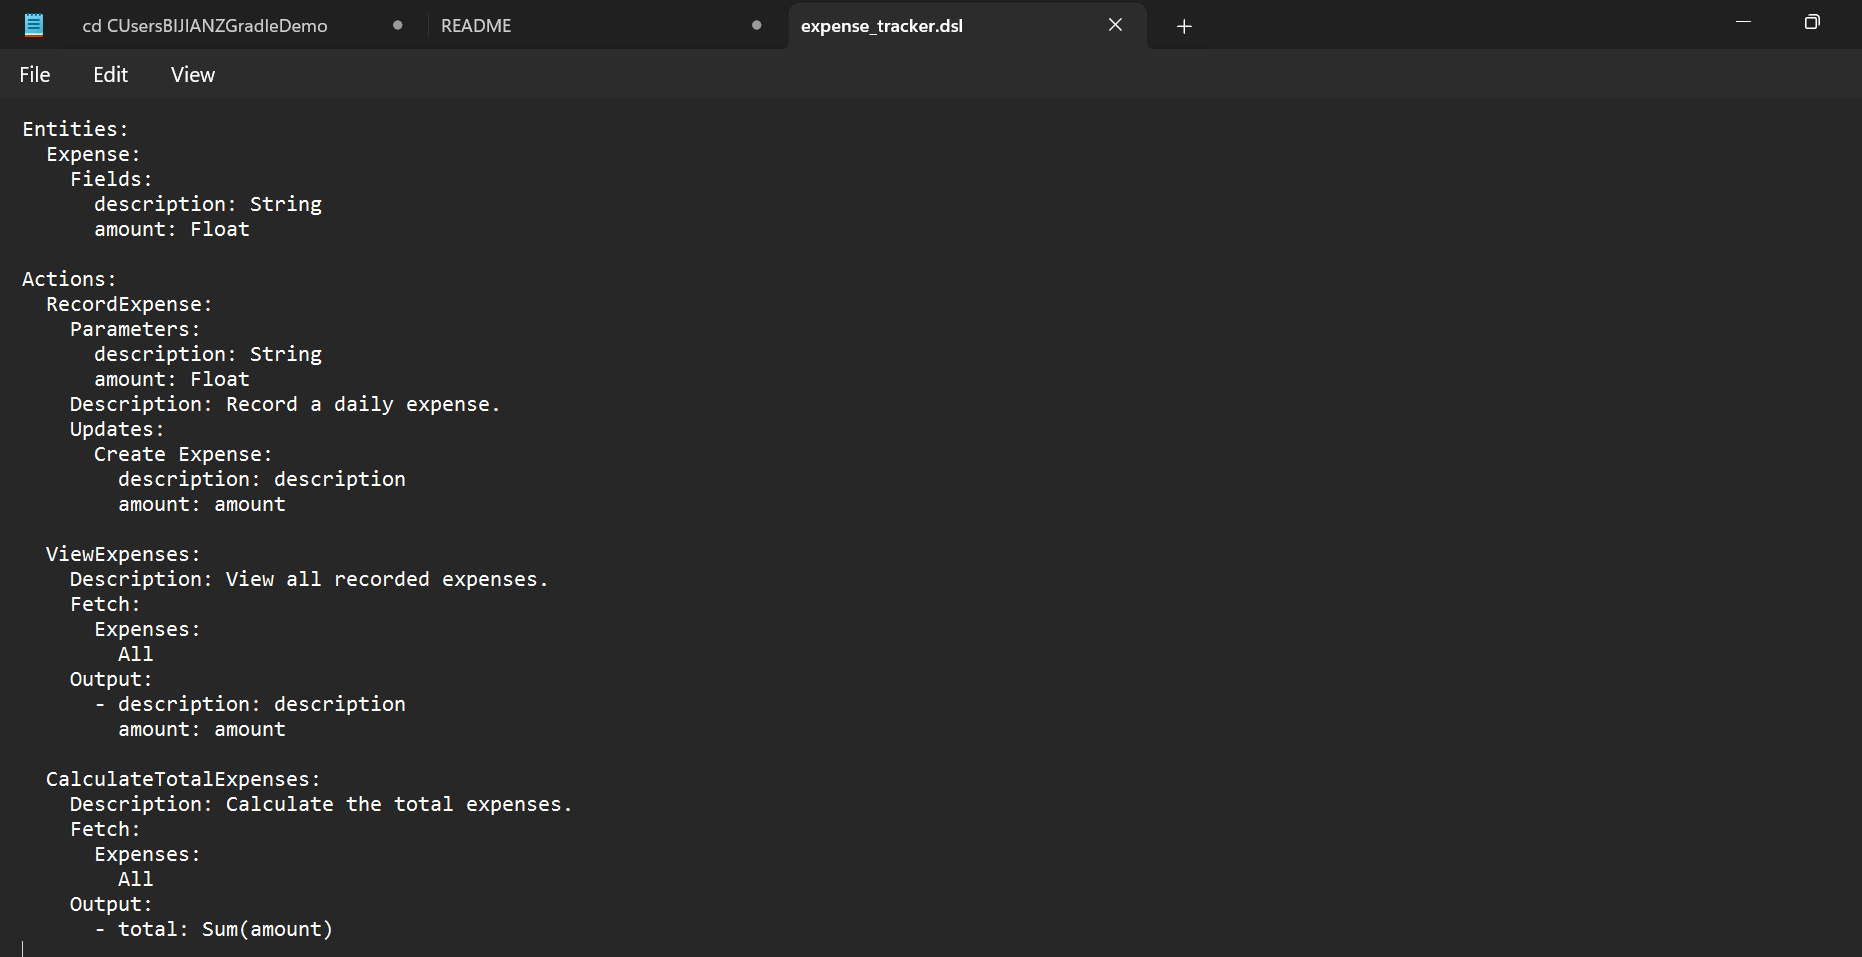 cd CUsersBIJIANZGradleDemo
README
expense_tracker.dsl
File
Edit
View
Entities:
  Expense:
    Fields:
      description: String
      amount: Float

Actions:
  RecordExpense:
    Parameters:
      description: String
      amount: Float
    Description: Record a daily expense.
    Updates:
      Create Expense:
        description: description
        amount: amount

  ViewExpenses:
    Description: View all recorded expenses.
    Fetch:
      Expenses:
        All
    Output:
      - description: description
        amount: amount

  CalculateTotalExpenses:
    Description: Calculate the total expenses.
    Fetch:
      Expenses:
        All
    Output:
      - total: Sum(amount)